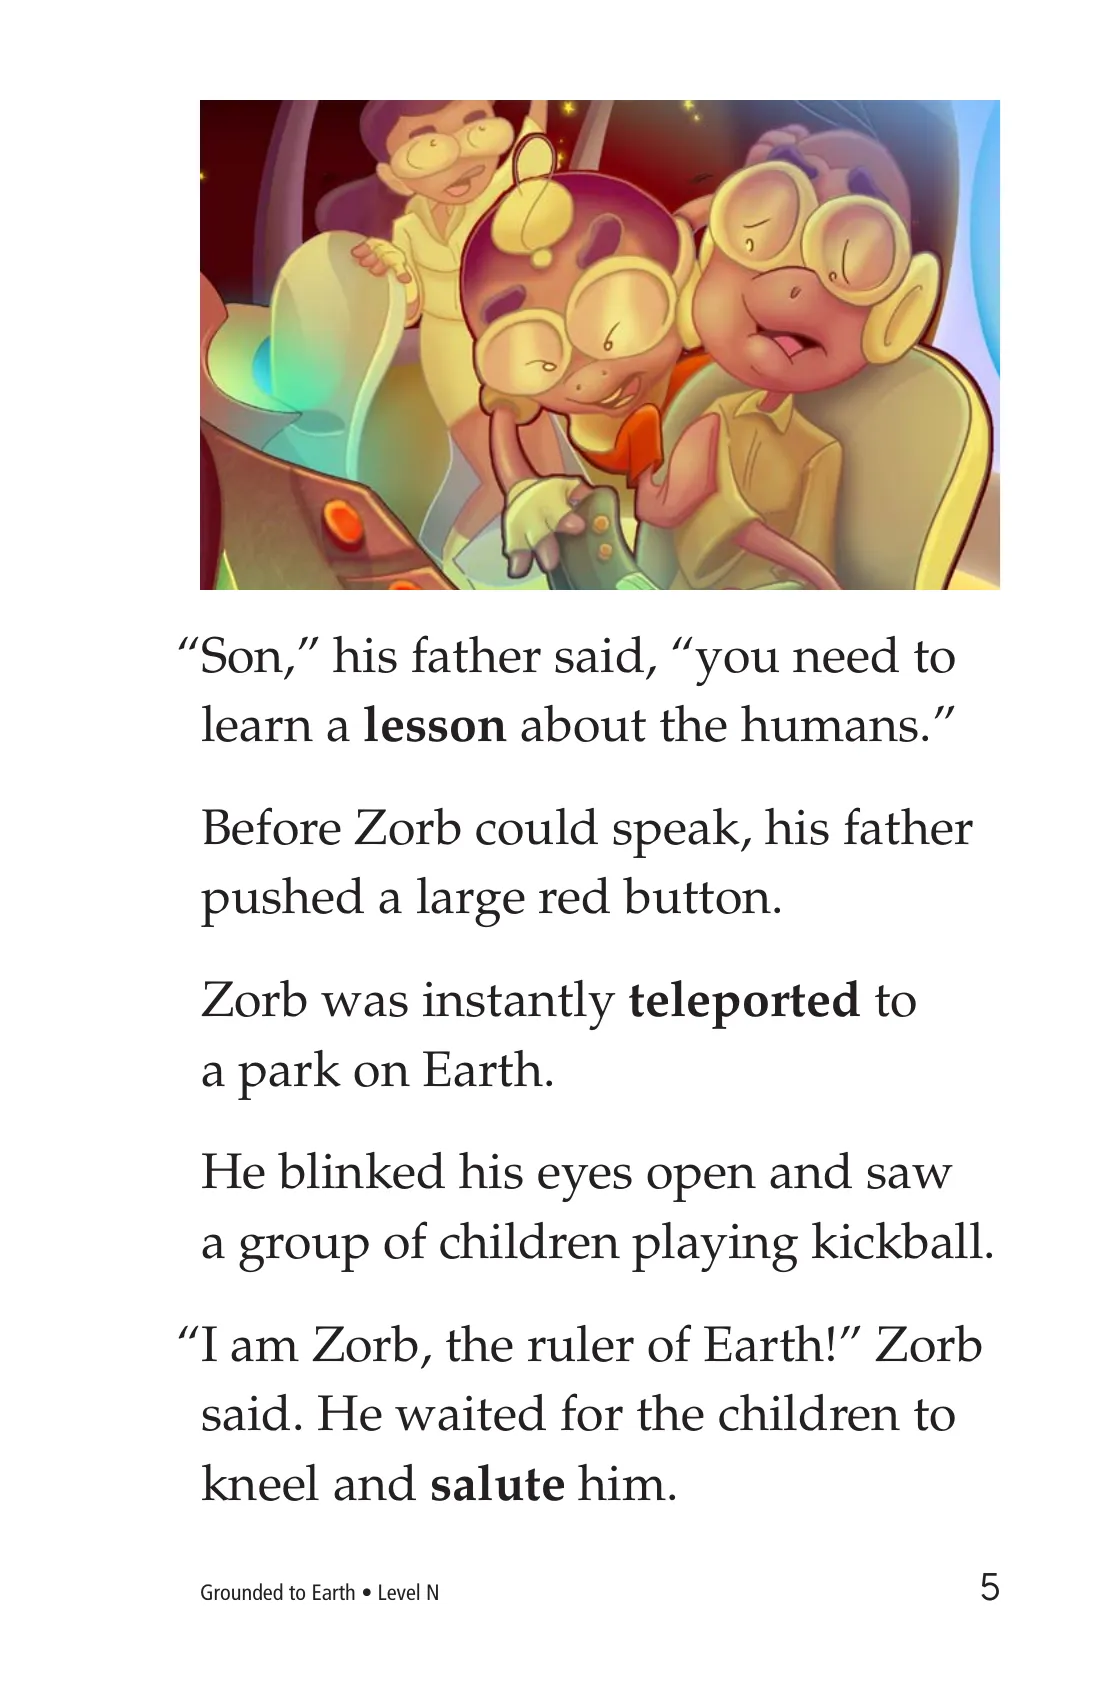 “Son,” his father said, “you need to
learn a lesson about the humans.”
Before Zorb could speak, his father
pushed a large red button.
Zorb was instantly teleported to
a park on Earth.
He blinked his eyes open and saw
a group of children playing kickball.
“I am Zorb, the ruler of Earth!” Zorb
said. He waited for the children to
kneel and salute him.
Grounded to Earth • Level N
5